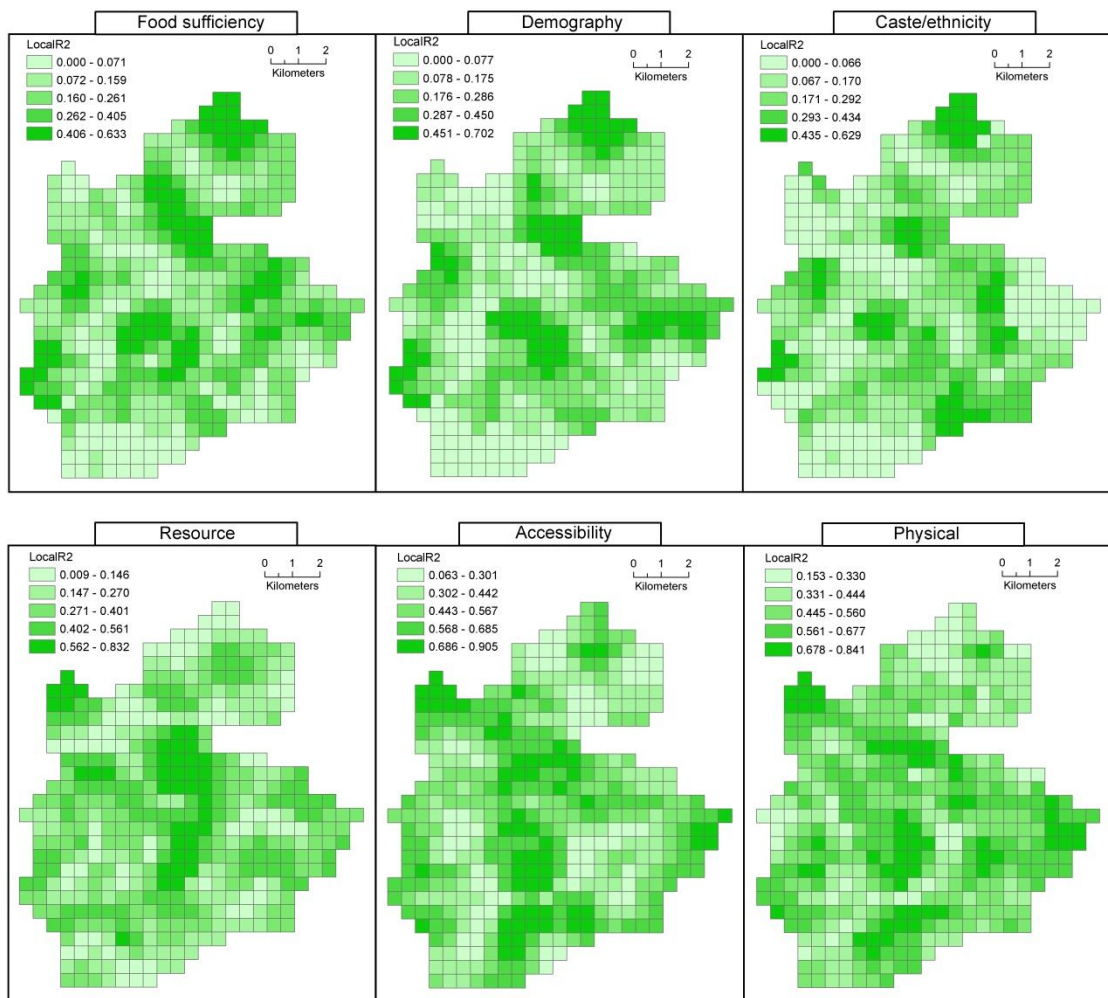 Food sufficiency
LocalR2
0.000 - 0.071
0.072 - 0.159
0.160 - 0.261
0.262 - 0.405
0.406 - 0.633
0 1 2
Kilometers
Demography
LocalR2
0.000 - 0.077
0.078 - 0.175
0.176 - 0.286
0.287 - 0.450
0.451 - 0.702
0 1 2
Kilometers
Caste/ethnicity
LocalR2
0.000 - 0.066
0.067 - 0.170
0.171 - 0.292
0.293 - 0.434
0.435 - 0.629
0 1 2
Kilometers
Resource
LocalR2
0.009 - 0.146
0.147 - 0.270
0.271 - 0.401
0.402 - 0.561
0.562 - 0.832
0 1 2
Kilometers
Accessibility
LocalR2
0.063 - 0.301
0.302 - 0.442
0.443 - 0.567
0.568 - 0.685
0.686 - 0.905
0 1 2
Kilometers
Physical
LocalR2
0.153 - 0.330
0.331 - 0.444
0.445 - 0.560
0.561 - 0.677
0.678 - 0.841
0 1 2
Kilometers